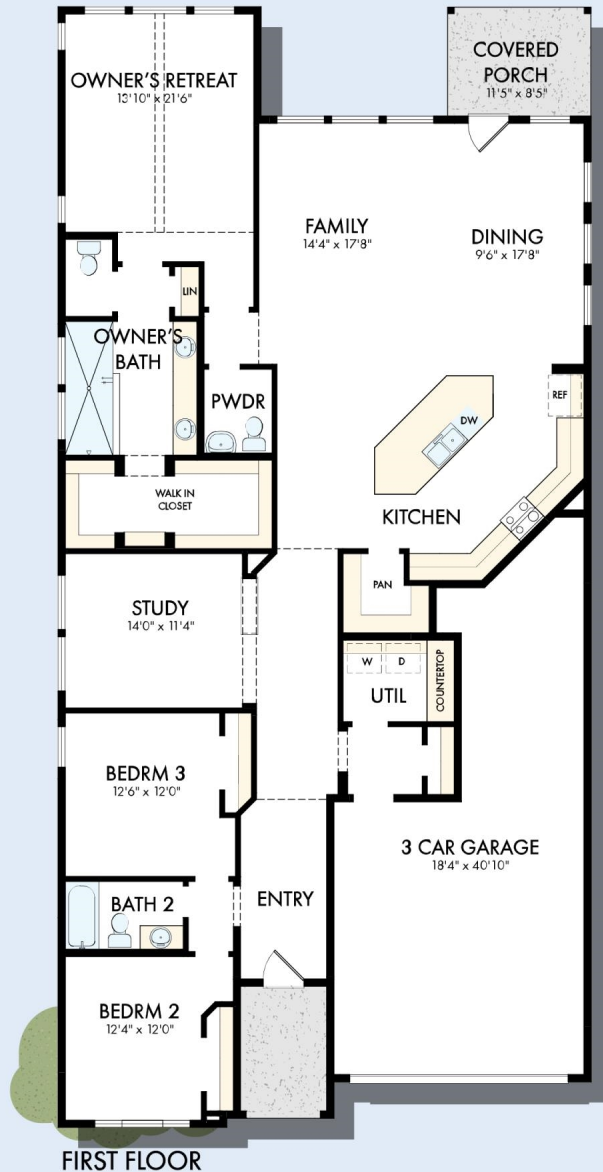 OWNER'S RETREAT
13'10" x 21'6"
COVERED
PORCH
11'5" x 8'5"
FAMILY
14'4" x 17'8"
DINING
9'6" x 17'8"
LIN
OWNER'S
BATH
PWDR
REF
DW
WALK IN
CLOSET
KITCHEN
PAN
STUDY
14'0" x 11'4"
W
D
COUNTERTOP
UTIL
BEDRM 3
12'6" x 12'0"
3 CAR GARAGE
18'4" x 40'10"
BATH 2
ENTRY
BEDRM 2
12'4" x 12'0"
FIRST FLOOR